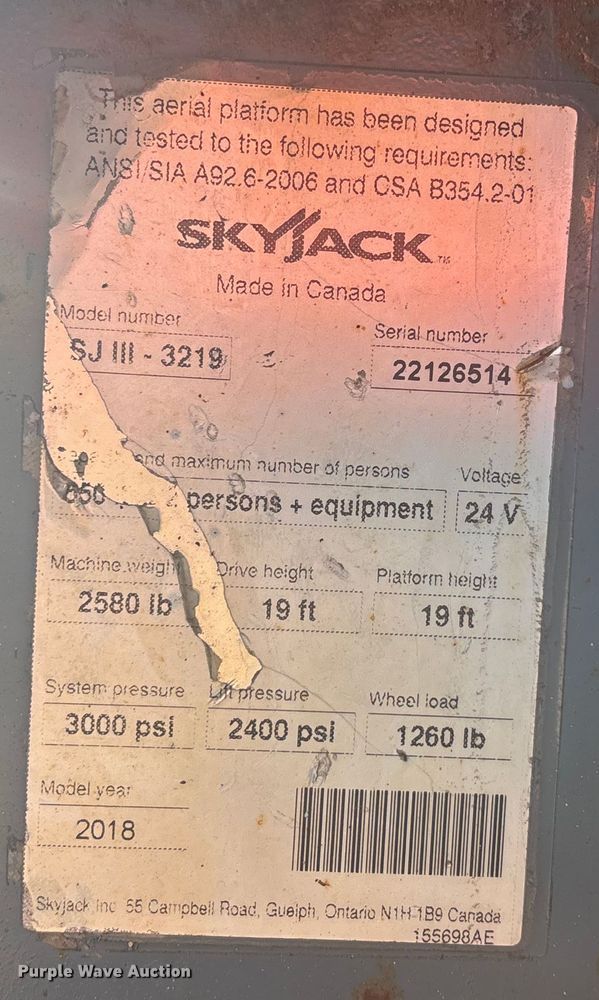 This aerial platform has been designed
and tested to the following requirements:
ANSI/SIA A92.6-2006 and CSA B354.2-01
SKYJACK™
Made in Canada
Model number
Serial number
SJ III - 3219
22126514
and maximum number of persons
Voltage
2 persons + equipment
24 V
Machine weight
Drive height
Platform height
2580 lb
19 ft
19 ft
System pressure
Lift pressure
Wheel load
3000 psi
2400 psi
1260 lb
Model year
2018
Skyjack Inc 55 Campbell Road, Guelph, Ontario N1H 1B9 Canada
155698AE
Purple Wave Auction